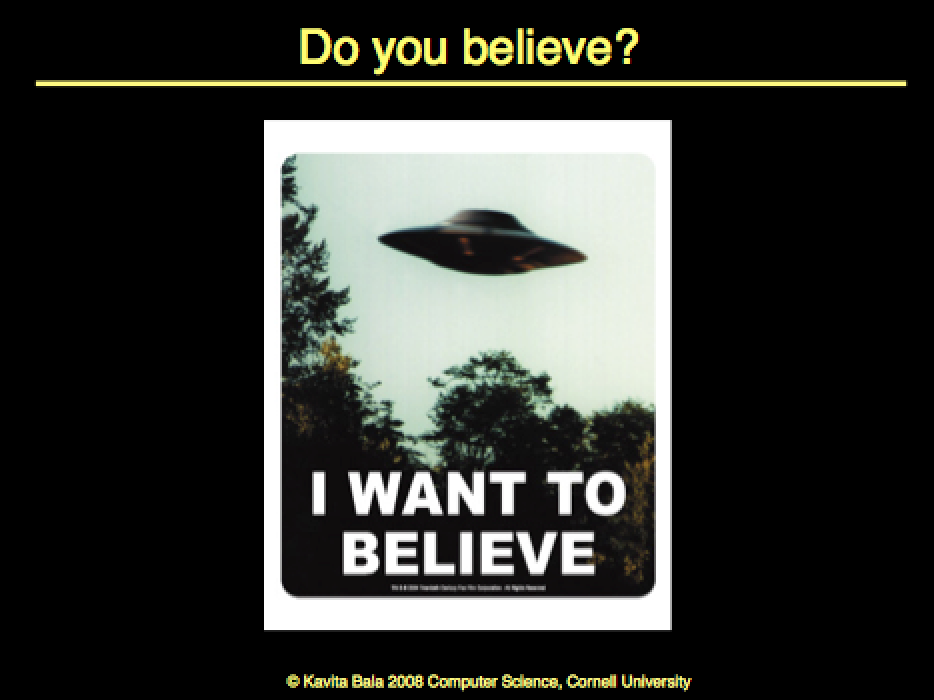 Do you believe?
I WANT TO
BELIEVE
© Kavita Bala 2008 Computer Science, Cornell University